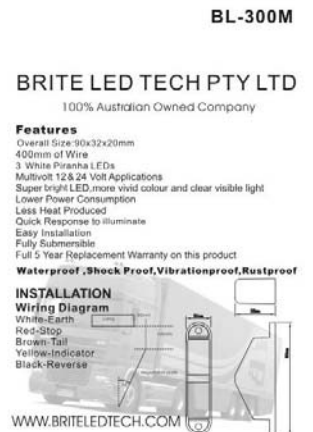 BL-300M
BRITE LED TECH PTY LTD
100% Australian Owned Company
Features
Overall Size:90x32x20mm
400mm of Wire
3 White Piranha LEDs
Multivolt 12&24 Volt Applications
Super bright LED,more vivid colour and clear visible light
Lower Power Consumption
Less Heat Produced
Quick Response to illuminate
Easy Installation
Fully Submersible
Full 5 Year Replacement Warranty on this product
Waterproof ,Shock Proof,Vibrationproof,Rustproof
INSTALLATION
Wiring Diagram
White-Earth
Red-Stop
Brown-Tail
Yellow-Indicator
Black-Reverse
WWW.BRITELEDTECH.COM